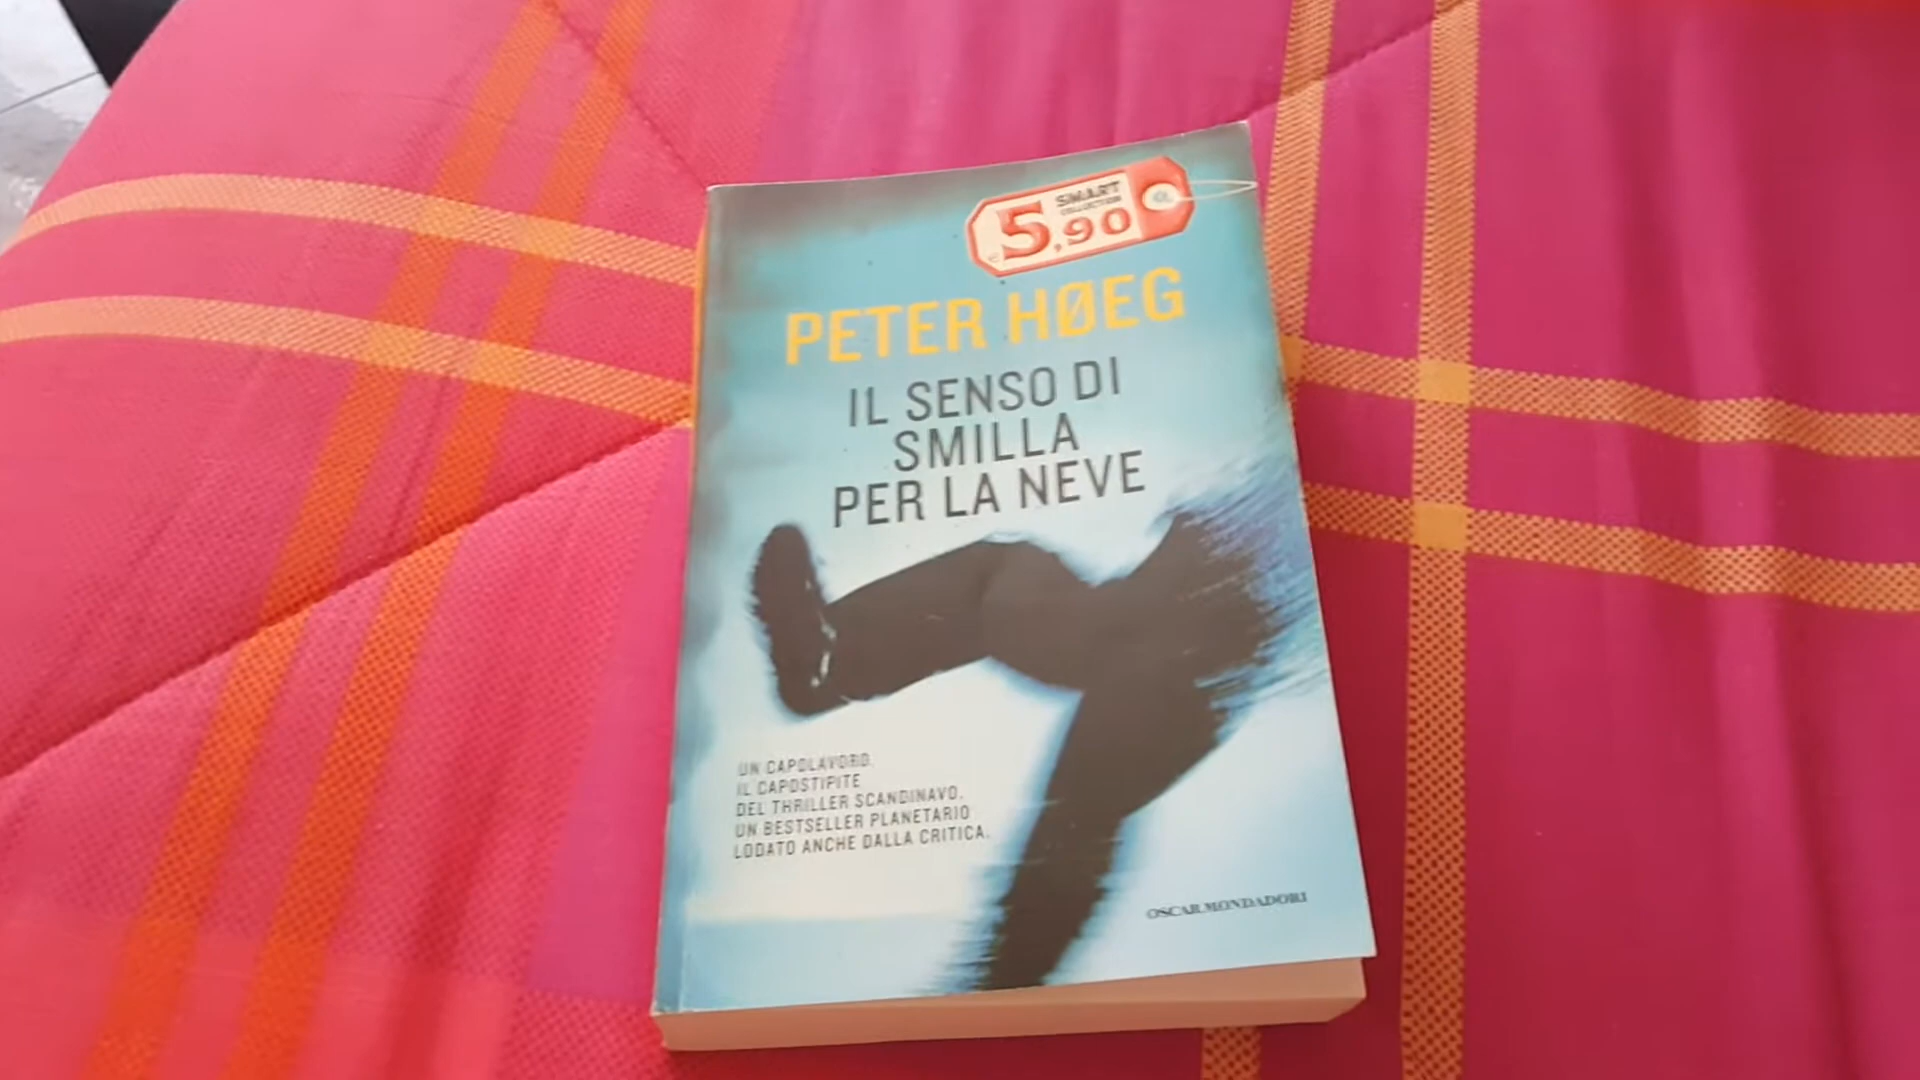 SMART
COLLECTION
€ 5,90
PETER HØEG
IL SENSO DI
SMILLA
PER LA NEVE
UN CAPOLAVORO.
IL CAPOSTIPITE
DEL THRILLER SCANDINAVO.
UN BESTSELLER PLANETARIO
LODATO ANCHE DALLA CRITICA.
OSCAR MONDADORI